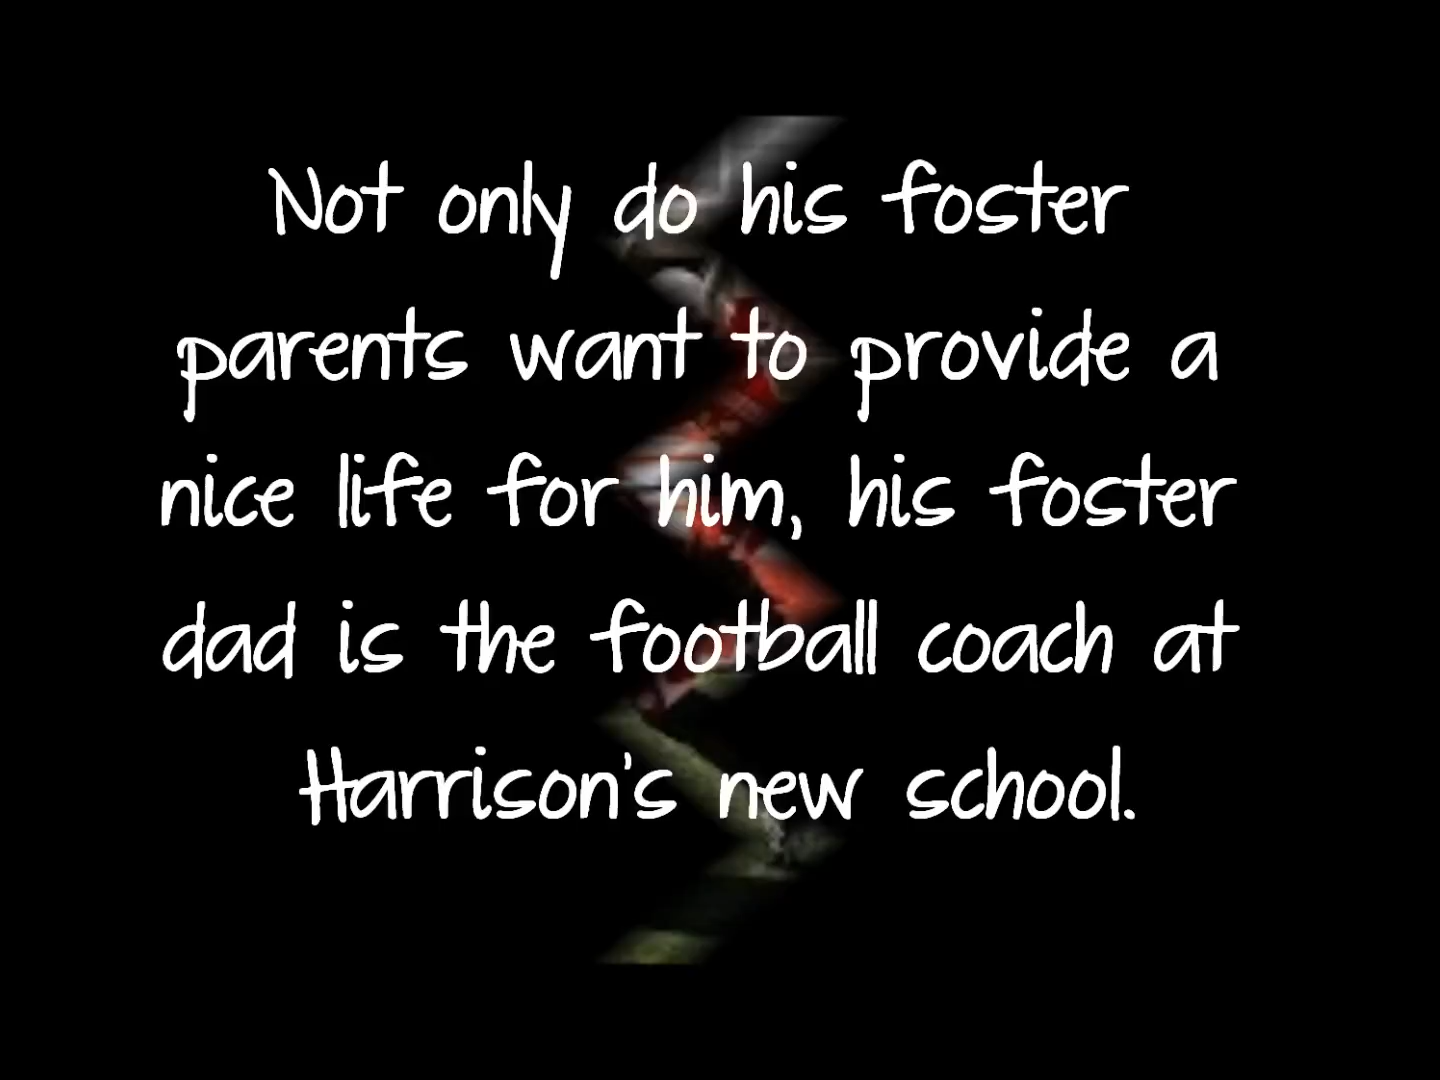 Not only do his foster
parents want to provide a
nice life for him, his foster
dad is the football coach at
Harrison's new school.